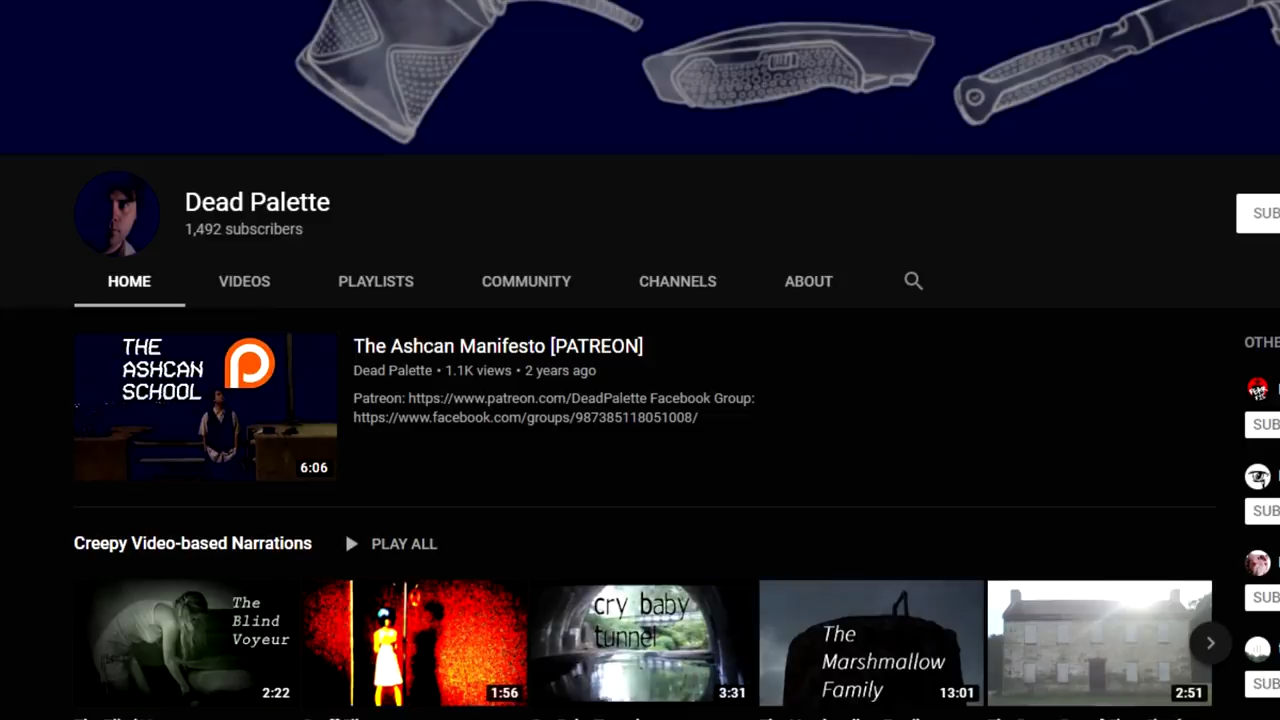 Dead Palette
1,492 subscribers
SUB
HOME VIDEOS PLAYLISTS COMMUNITY CHANNELS ABOUT
THE
ASHCAN
SCHOOL
6:06
The Ashcan Manifesto [PATREON]
Dead Palette • 1.1K views • 2 years ago
Patreon: https://www.patreon.com/DeadPalette Facebook Group:
https://www.facebook.com/groups/987385118051008/
OTHE
SUB
SUB
SUB
SUB
Creepy Video-based Narrations PLAY ALL
The
Blind
Voyeur
2:22
1:56
cry baby
tunnel
3:31
The
Marshmallow
Family
13:01
2:51